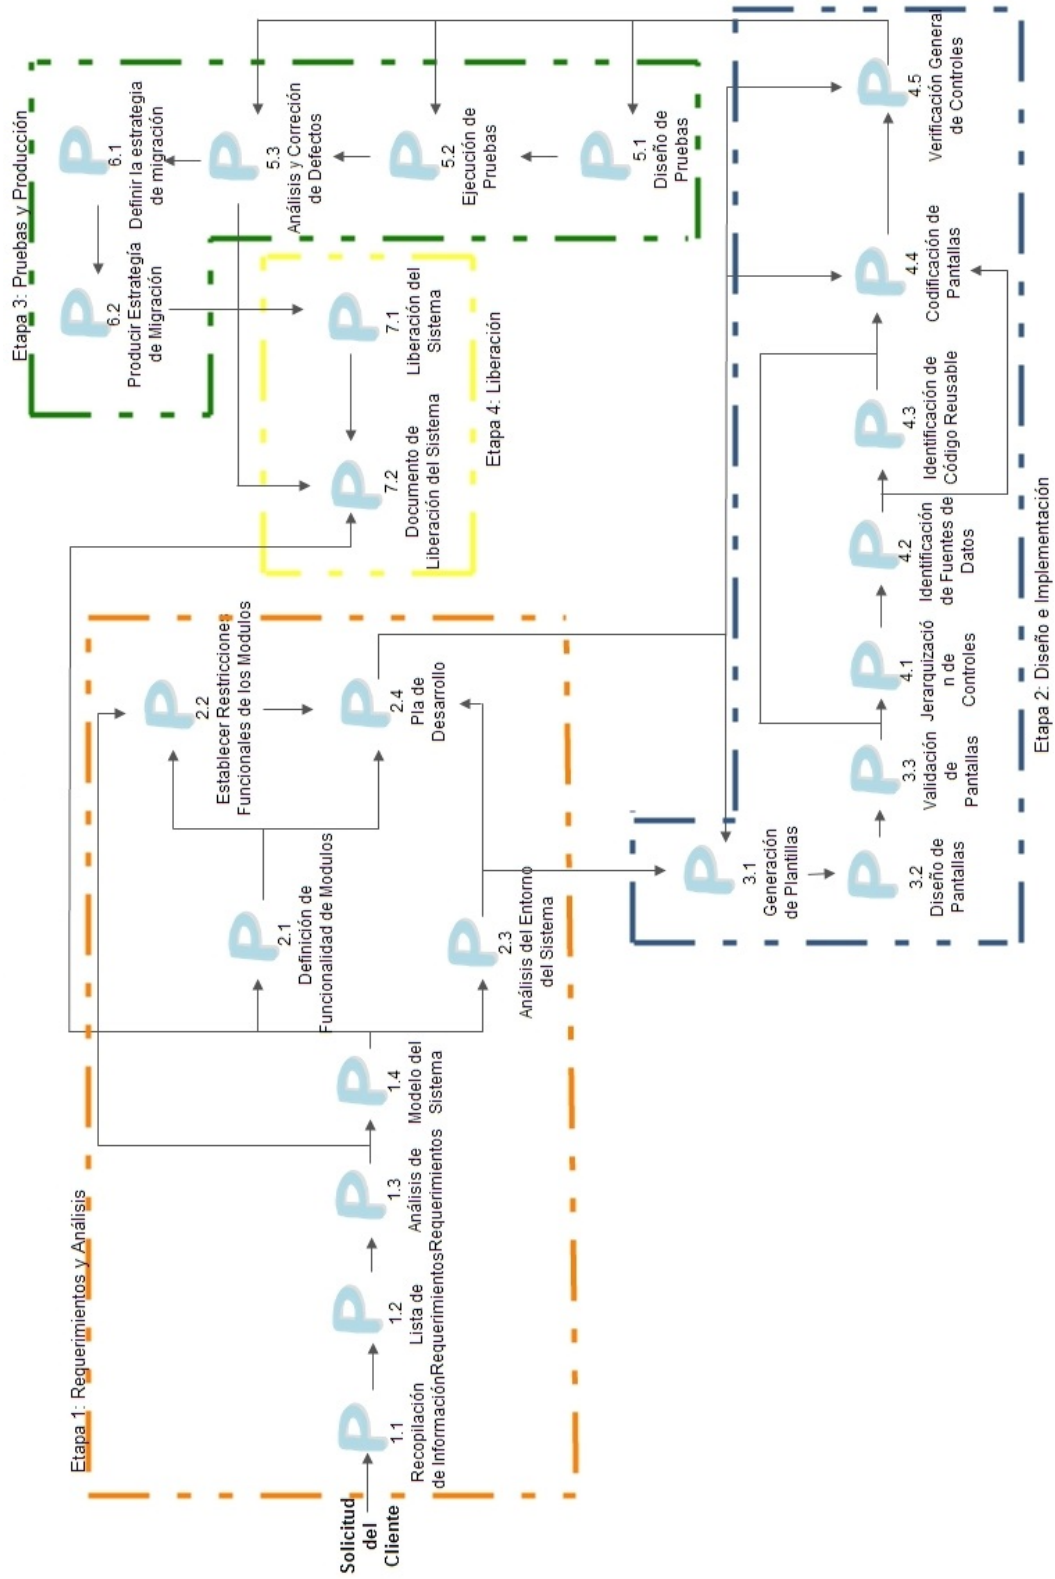 Etapa 1: Requerimientos y Análisis
Solicitud
del
Cliente
1.1
Recopilación
de Información
1.2
Lista de
Requerimientos
1.3
Análisis de
Requerimientos
1.4
Modelo del
Sistema
2.1
Definición de
Funcionalidad de Modulos
2.2
Establecer Restricciones
Funcionales de los Modulos
2.3
Análisis del Entorno
del Sistema
2.4
Pla de
Desarrollo
Etapa 2: Diseño e Implementación
3.1
Generación
de Plantillas
3.2
Diseño de
Pantallas
3.3
Validación
de
Pantallas
4.1
Jerarquizació
n de
Controles
4.2
Identificación
de Fuentes de
Datos
4.3
Identificación de
Código Reusable
4.4
Codificación de
Pantallas
4.5
Verificación General
de Controles
Etapa 3: Pruebas y Producción
5.1
Diseño de
Pruebas
5.2
Ejecución de
Pruebas
5.3
Análisis y Correción
de Defectos
6.1
Definir la estrategia
de migración
6.2
Producir Estrategía
de Migración
Etapa 4: Liberación
7.1
Liberación del
Sistema
7.2
Documento de
Liberación del Sistema